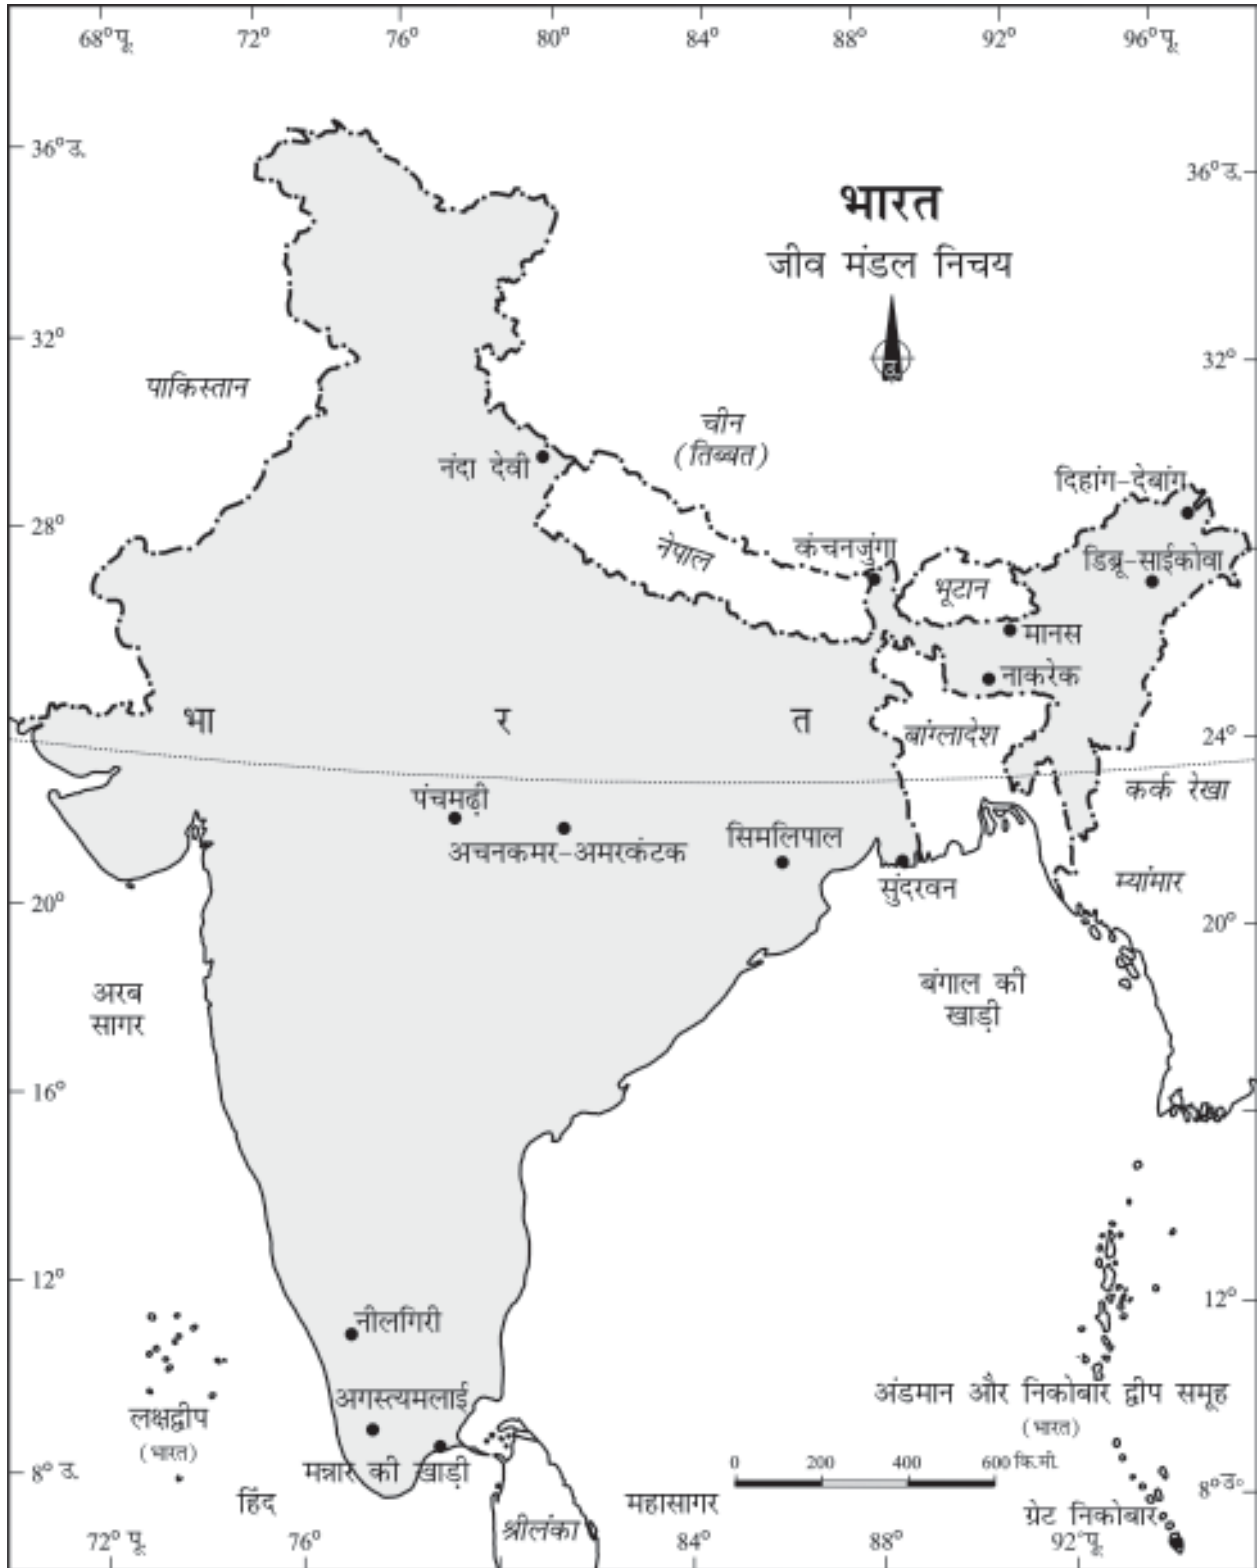 68°पू. 72° 76° 80° 84° 88° 92° 96°पू.
36°उ.
36°उ.
भारत
जीव मंडल निचय
उ.
32°
32°
पाकिस्तान
चीन
(तिब्बत)
नंदा देवी
दिहांग-देबांग
28°
नेपाल
कंचनजुंगा
डिब्रू-साईकोवा
भूटान
मानस
नाकरेक
भा र त
बांग्लादेश
24°
कर्क रेखा
पंचमढ़ी
अचनकमर-अमरकंटक
सिमलिपाल
सुंदरवन
म्यांमार
20°
20°
अरब
सागर
बंगाल की
खाड़ी
16°
12°
12°
नीलगिरी
अगस्त्यमलाई
अंडमान और निकोबार द्वीप समूह
(भारत)
लक्षद्वीप
(भारत)
मन्नार की खाड़ी
0 200 400 600 कि.मी.
8°उ.
8°उ°
हिंद
महासागर
ग्रेट निकोबार
श्रीलंका
72° पू. 76° 84° 88° 92°पू.